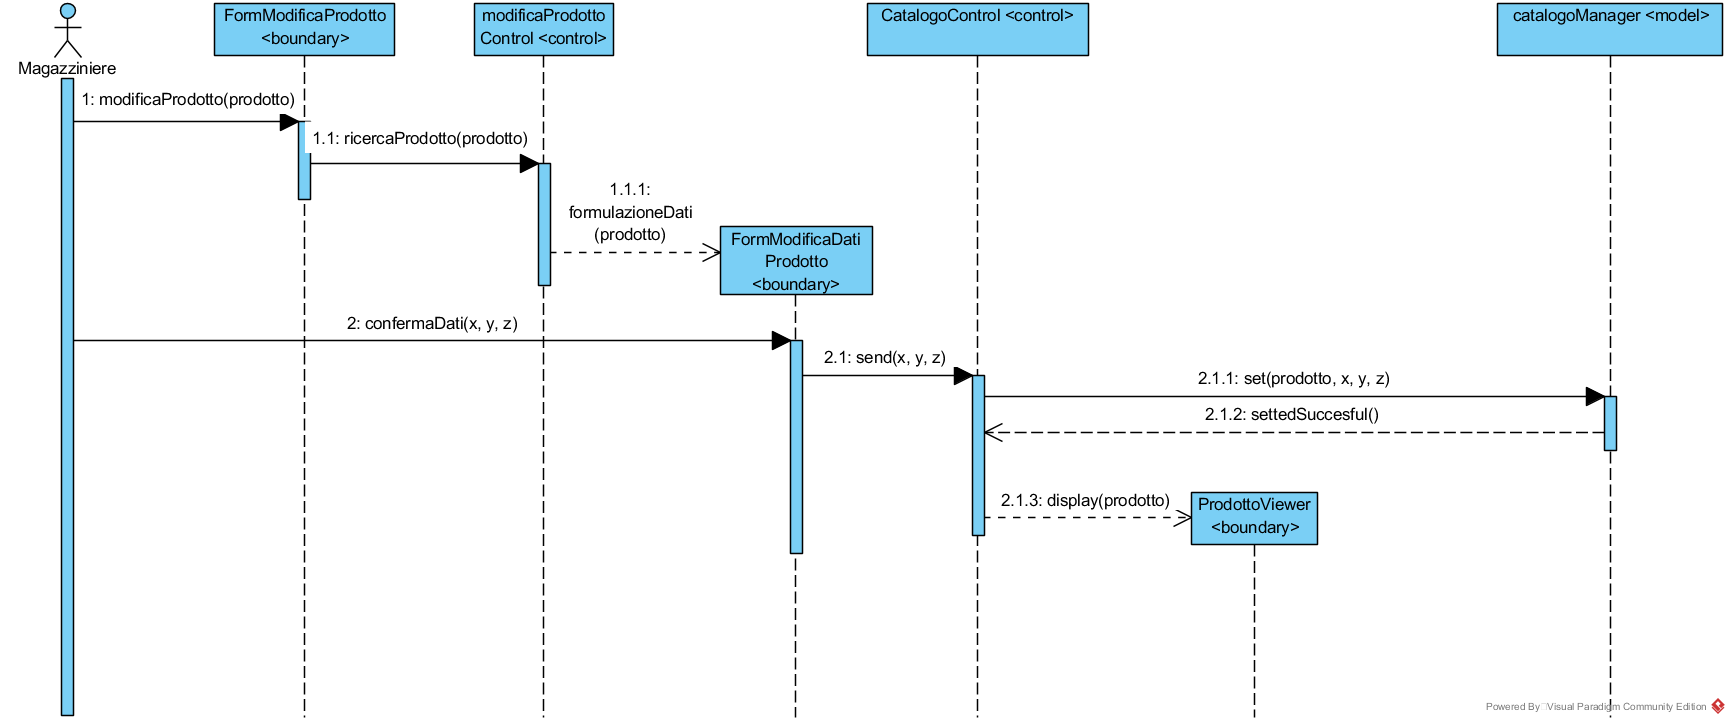 FormModificaProdotto
<boundary>
modificaProdotto
Control <control>
CatalogoControl <control>
catalogoManager <model>
Magazziniere
1: modificaProdotto(prodotto)
1.1: ricercaProdotto(prodotto)
1.1.1:
formulazioneDati
(prodotto)
FormModificaDati
Prodotto
<boundary>
2: confermaDati(x, y, z)
2.1: send(x, y, z)
2.1.1: set(prodotto, x, y, z)
2.1.2: settedSuccesful()
2.1.3: display(prodotto)
ProdottoViewer
<boundary>
Powered By Visual Paradigm Community Edition